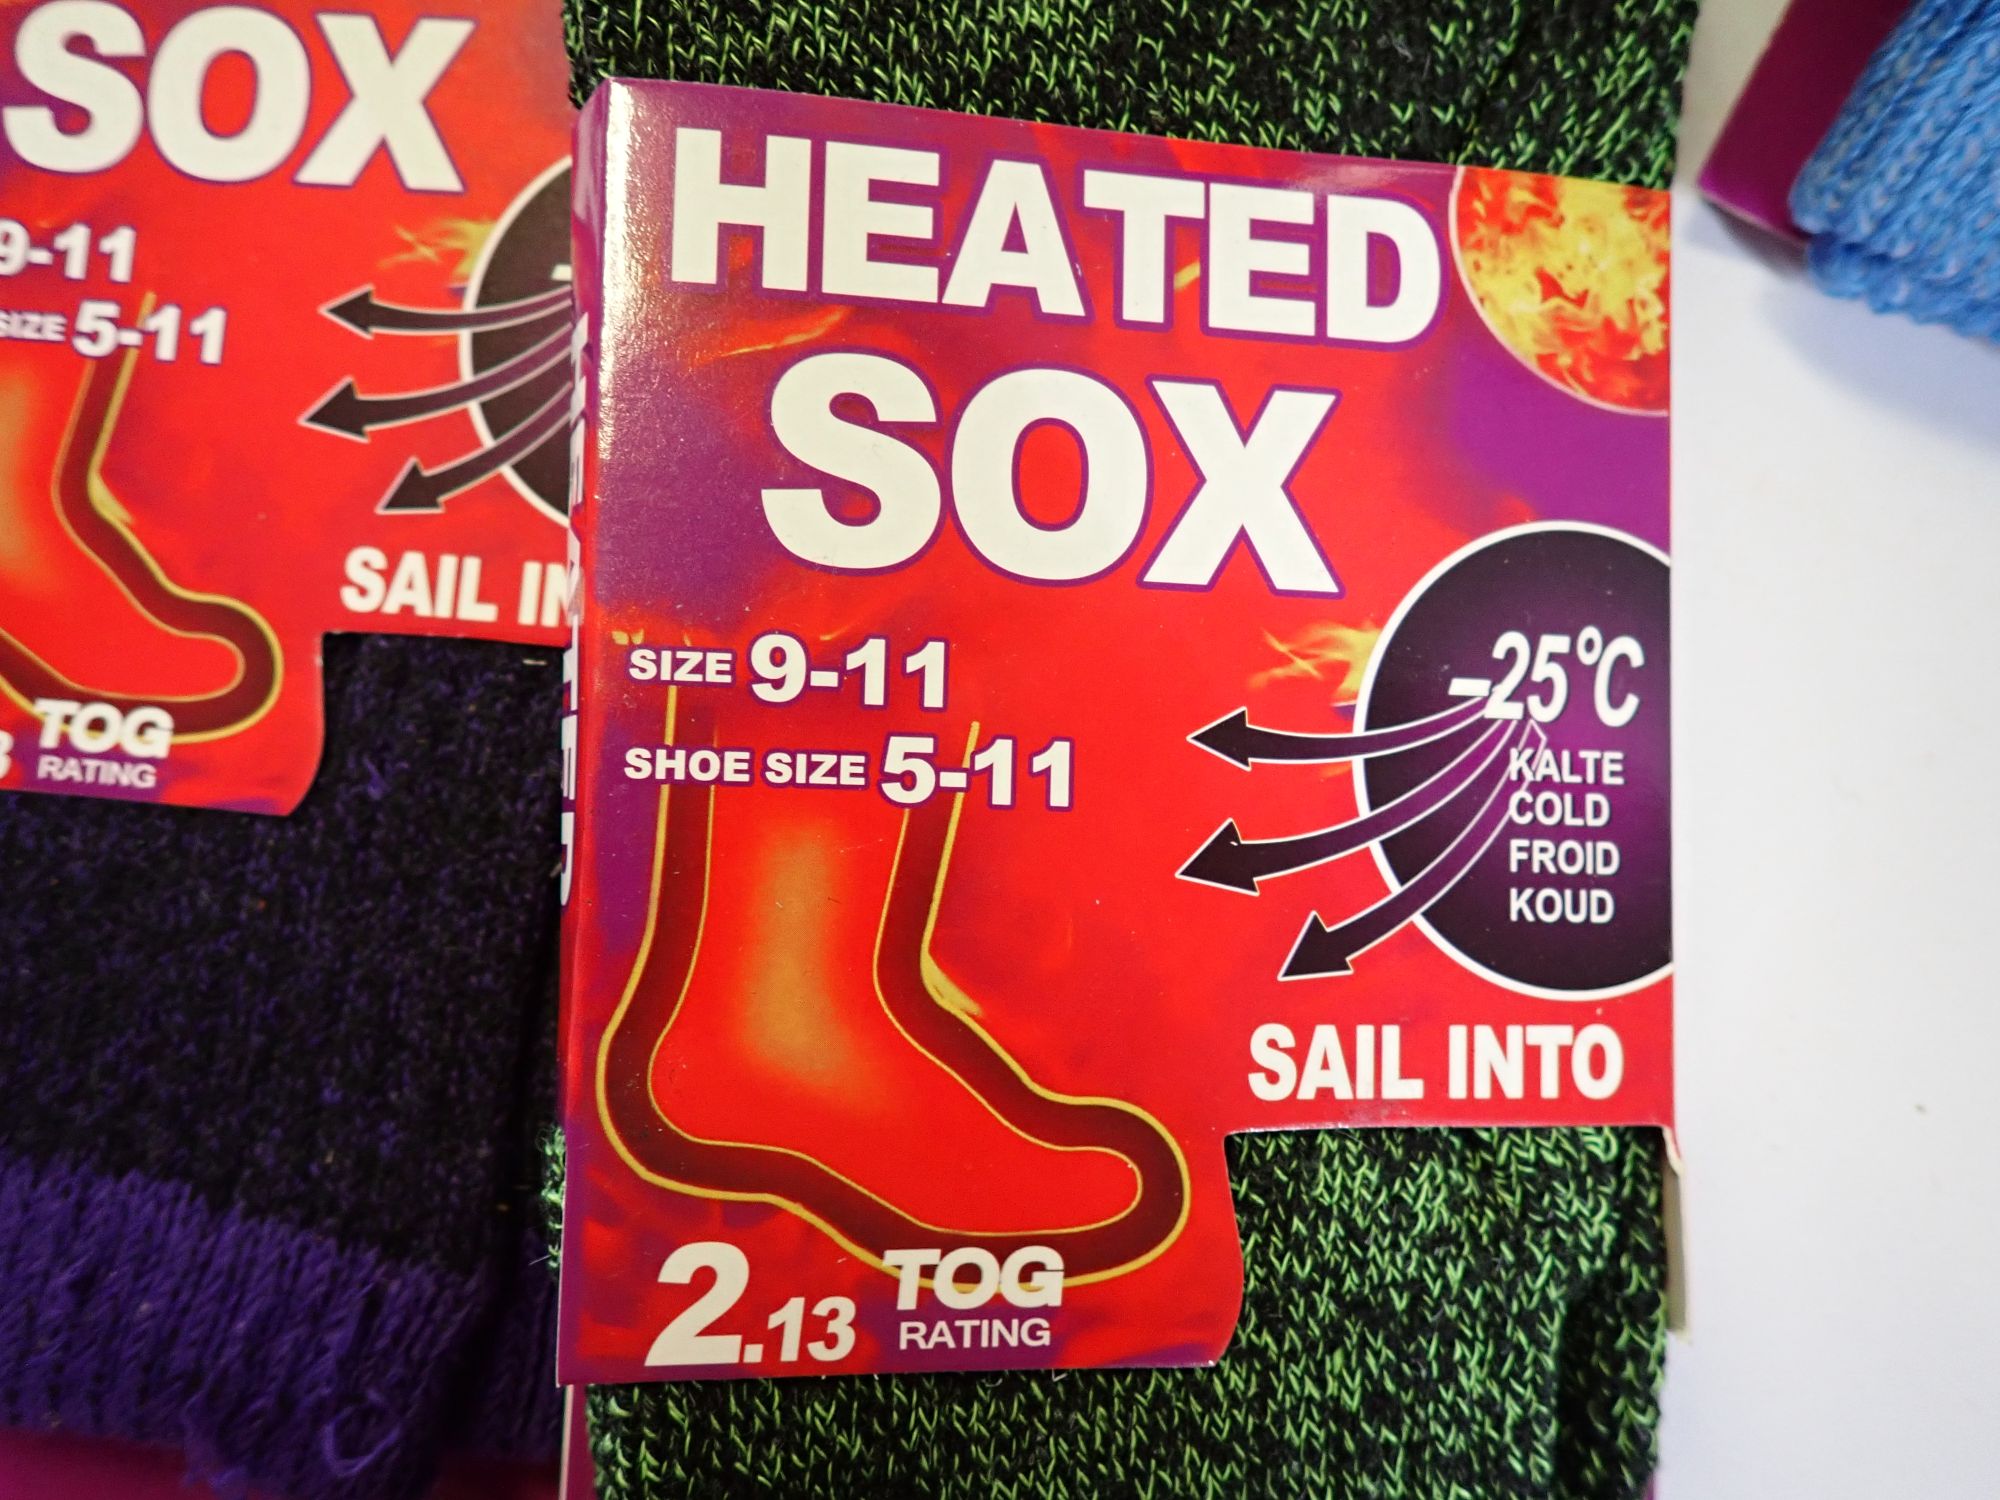 SOX
9-11
SIZE 5-11
SAIL IN
TOG
RATING
HEATED
HEATED
SOX
SIZE 9-11
SHOE SIZE 5-11
-25°C
KALTE
COLD
FROID
KOUD
SAIL INTO
2.13 TOG
RATING